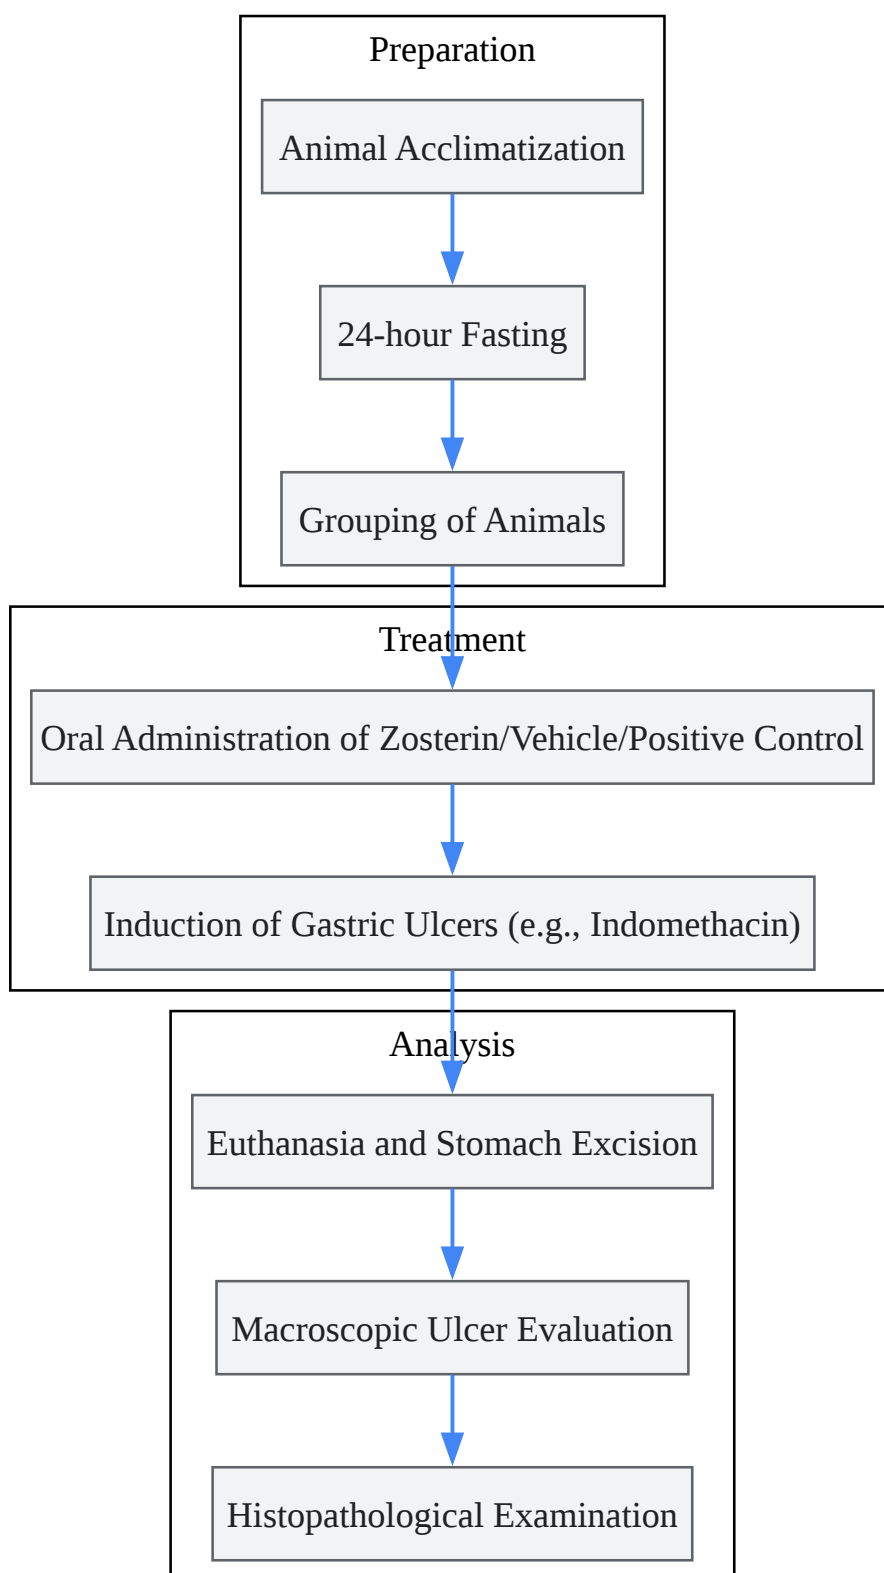 Preparation
Animal Acclimatization
24-hour Fasting
Grouping of Animals
Treatment
Oral Administration of Zosterin/Vehicle/Positive Control
Induction of Gastric Ulcers (e.g., Indomethacin)
Analysis
Euthanasia and Stomach Excision
Macroscopic Ulcer Evaluation
Histopathological Examination